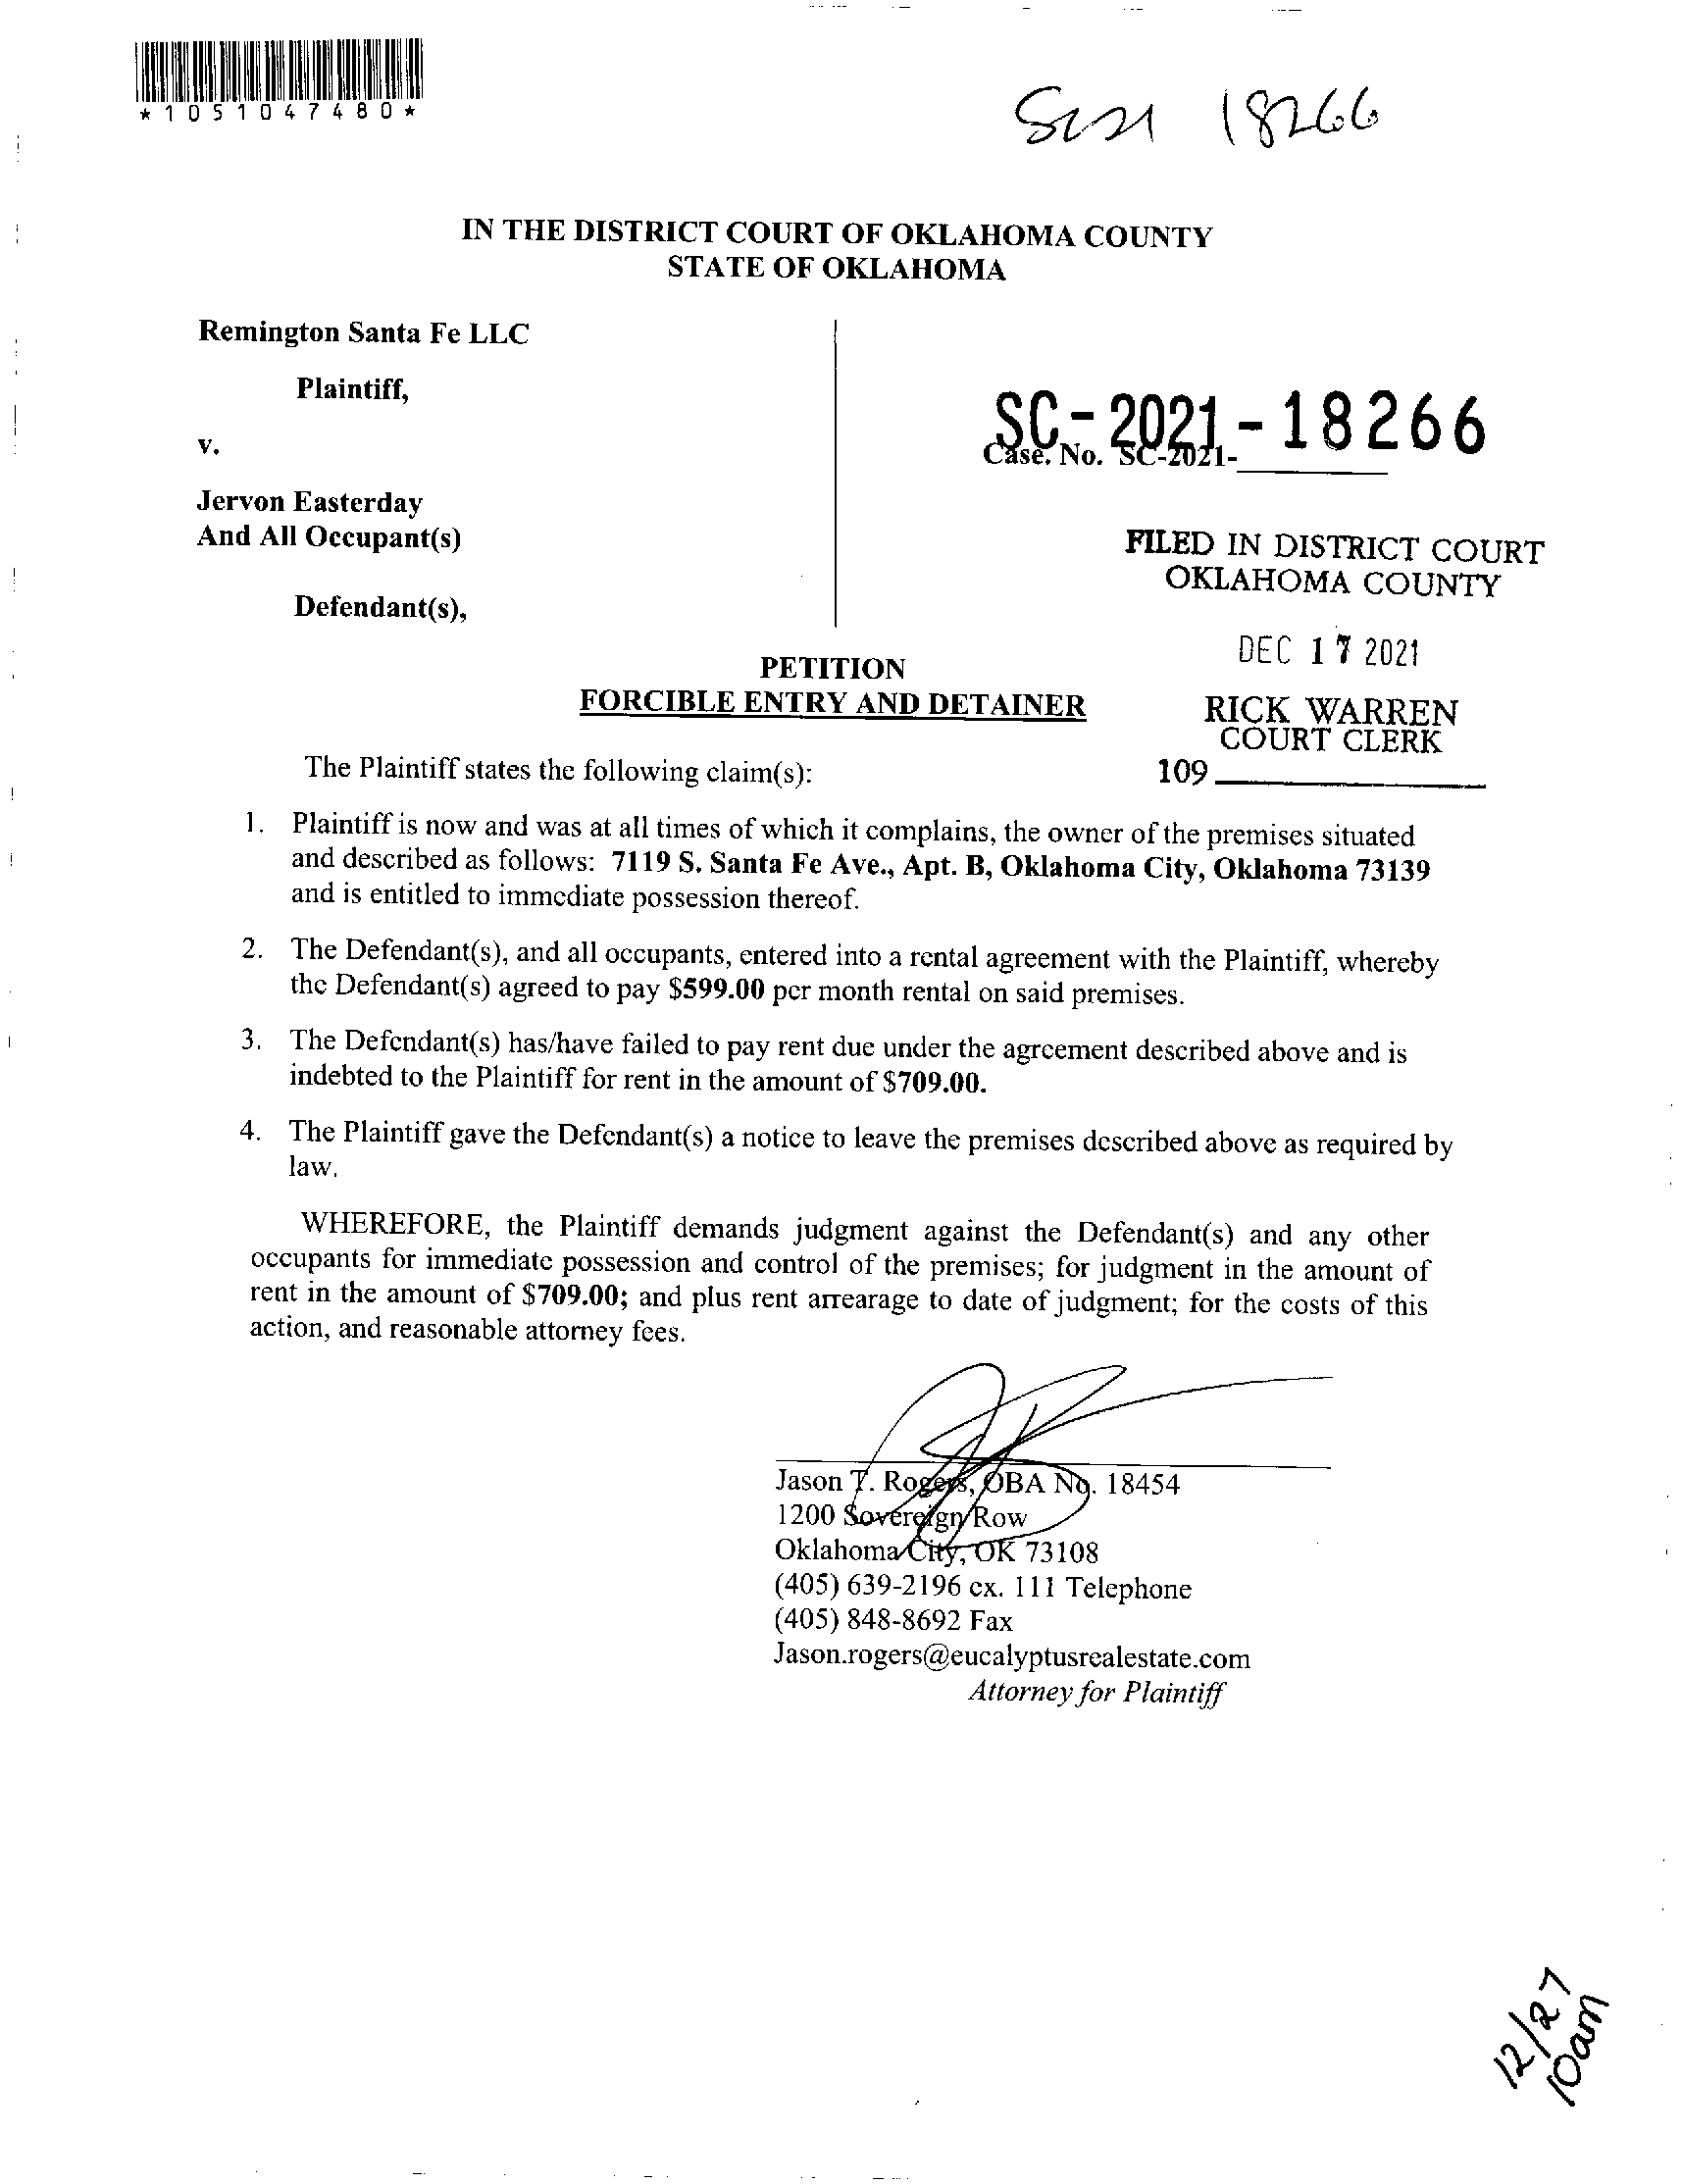 *1051047480*
SC21 18266
IN THE DISTRICT COURT OF OKLAHOMA COUNTY
STATE OF OKLAHOMA
Remington Santa Fe LLC
Plaintiff,
v.
Jervon Easterday
And All Occupant(s)
Defendant(s),
SC-2021-18266
Case. No. SC-2021-
FILED IN DISTRICT COURT
OKLAHOMA COUNTY
DEC 17 2021
RICK WARREN
COURT CLERK
109
PETITION
FORCIBLE ENTRY AND DETAINER
The Plaintiff states the following claim(s):
1. Plaintiff is now and was at all times of which it complains, the owner of the premises situated
and described as follows: 7119 S. Santa Fe Ave., Apt. B, Oklahoma City, Oklahoma 73139
and is entitled to immediate possession thereof.
2. The Defendant(s), and all occupants, entered into a rental agreement with the Plaintiff, whereby
the Defendant(s) agreed to pay $599.00 per month rental on said premises.
3. The Defendant(s) has/have failed to pay rent due under the agreement described above and is
indebted to the Plaintiff for rent in the amount of $709.00.
4. The Plaintiff gave the Defendant(s) a notice to leave the premises described above as required by
law.
WHEREFORE, the Plaintiff demands judgment against the Defendant(s) and any other
occupants for immediate possession and control of the premises; for judgment in the amount of
rent in the amount of $709.00; and plus rent arrearage to date of judgment; for the costs of this
action, and reasonable attorney fees.
Jason T. Rogers, OBA No. 18454
1200 Sovereign Row
Oklahoma City, OK 73108
(405) 639-2196 ex. 111 Telephone
(405) 848-8692 Fax
Jason.rogers@eucalyptusrealestate.com
Attorney for Plaintiff
12/27
10am